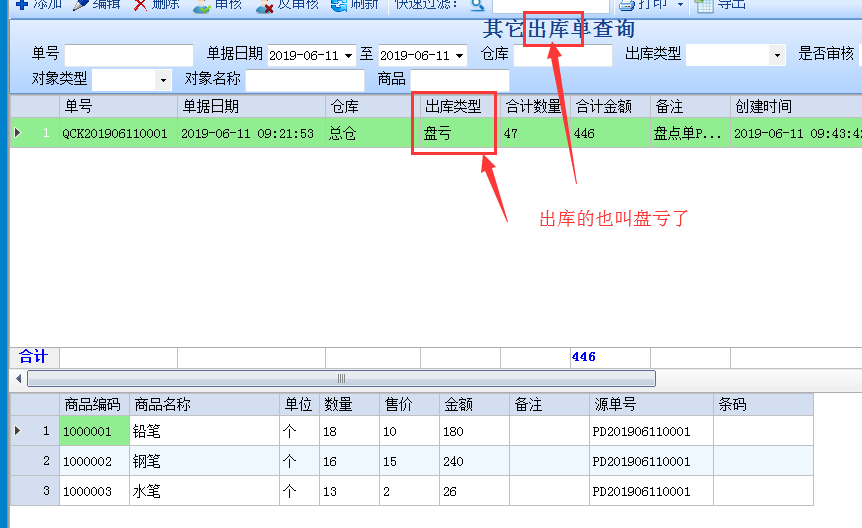 添加 编辑 删除 审核 反审核 刷新 快速过滤: 打印 导出
其它出库单查询
单号 单据日期 2019-06-11 至 2019-06-11 仓库 出库类型 是否审核
对象类型 对象名称 商品
单号 单据日期 仓库 出库类型 合计数量 合计金额 备注 创建时间
1 QCK201906110001 2019-06-11 09:21:53 总仓 盘亏 47 446 盘点单P... 2019-06-11 09:43:42
出库的也叫盘亏了
合计 446
商品编码 商品名称 单位 数量 售价 金额 备注 源单号 条码
1 1000001 铅笔 个 18 10 180 PD201906110001
2 1000002 钢笔 个 16 15 240 PD201906110001
3 1000003 水笔 个 13 2 26 PD201906110001